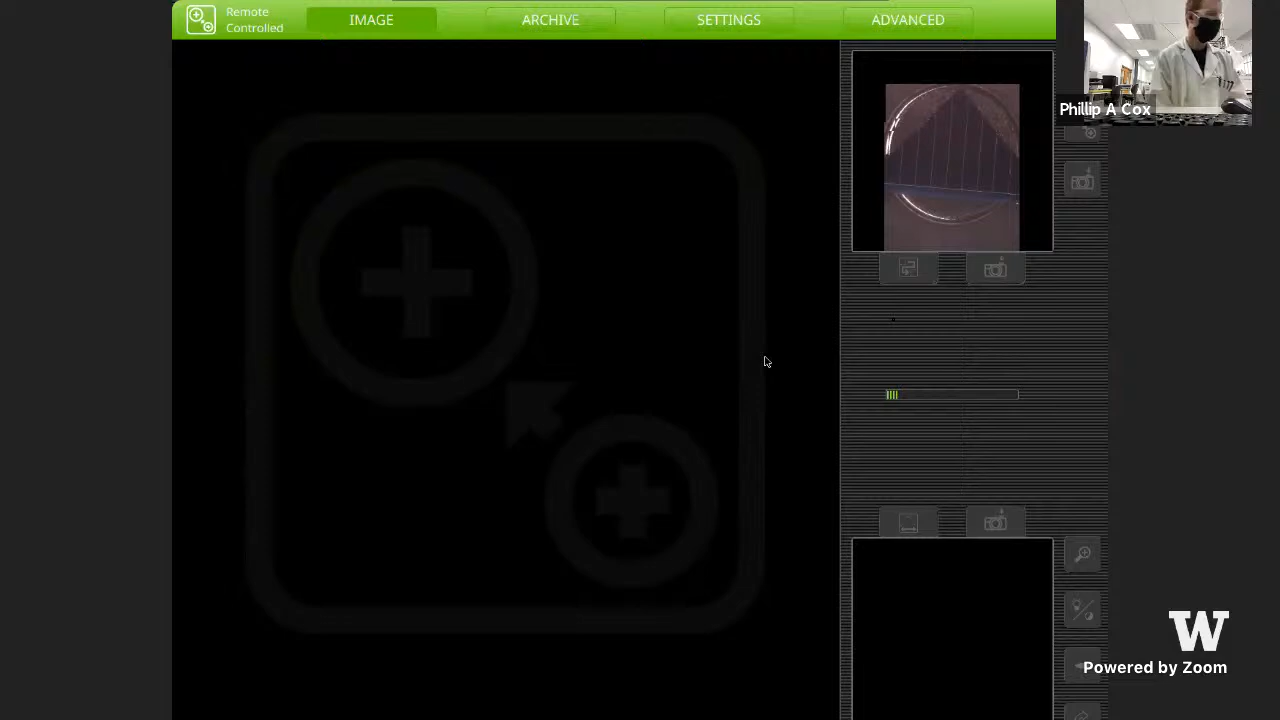 Remote
Controlled
IMAGE
ARCHIVE
SETTINGS
ADVANCED
Phillip A Cox
W
Powered by Zoom